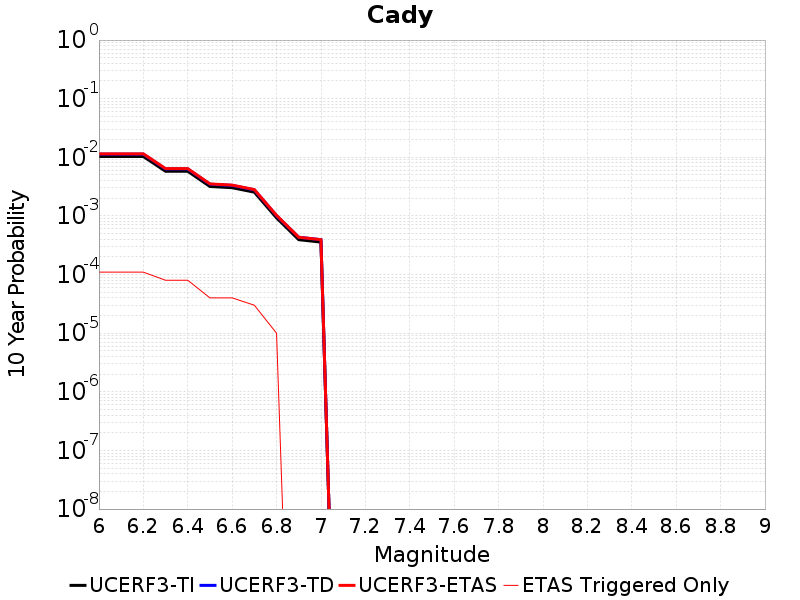 Cady
10^0
10^-1
10^-2
10^-3
10^-4
10^-5
10^-6
10^-7
10^-8
10 Year Probability
6 6.2 6.4 6.6 6.8 7 7.2 7.4 7.6 7.8 8 8.2 8.4 8.6 8.8 9
Magnitude
UCERF3-TI UCERF3-TD UCERF3-ETAS ETAS Triggered Only